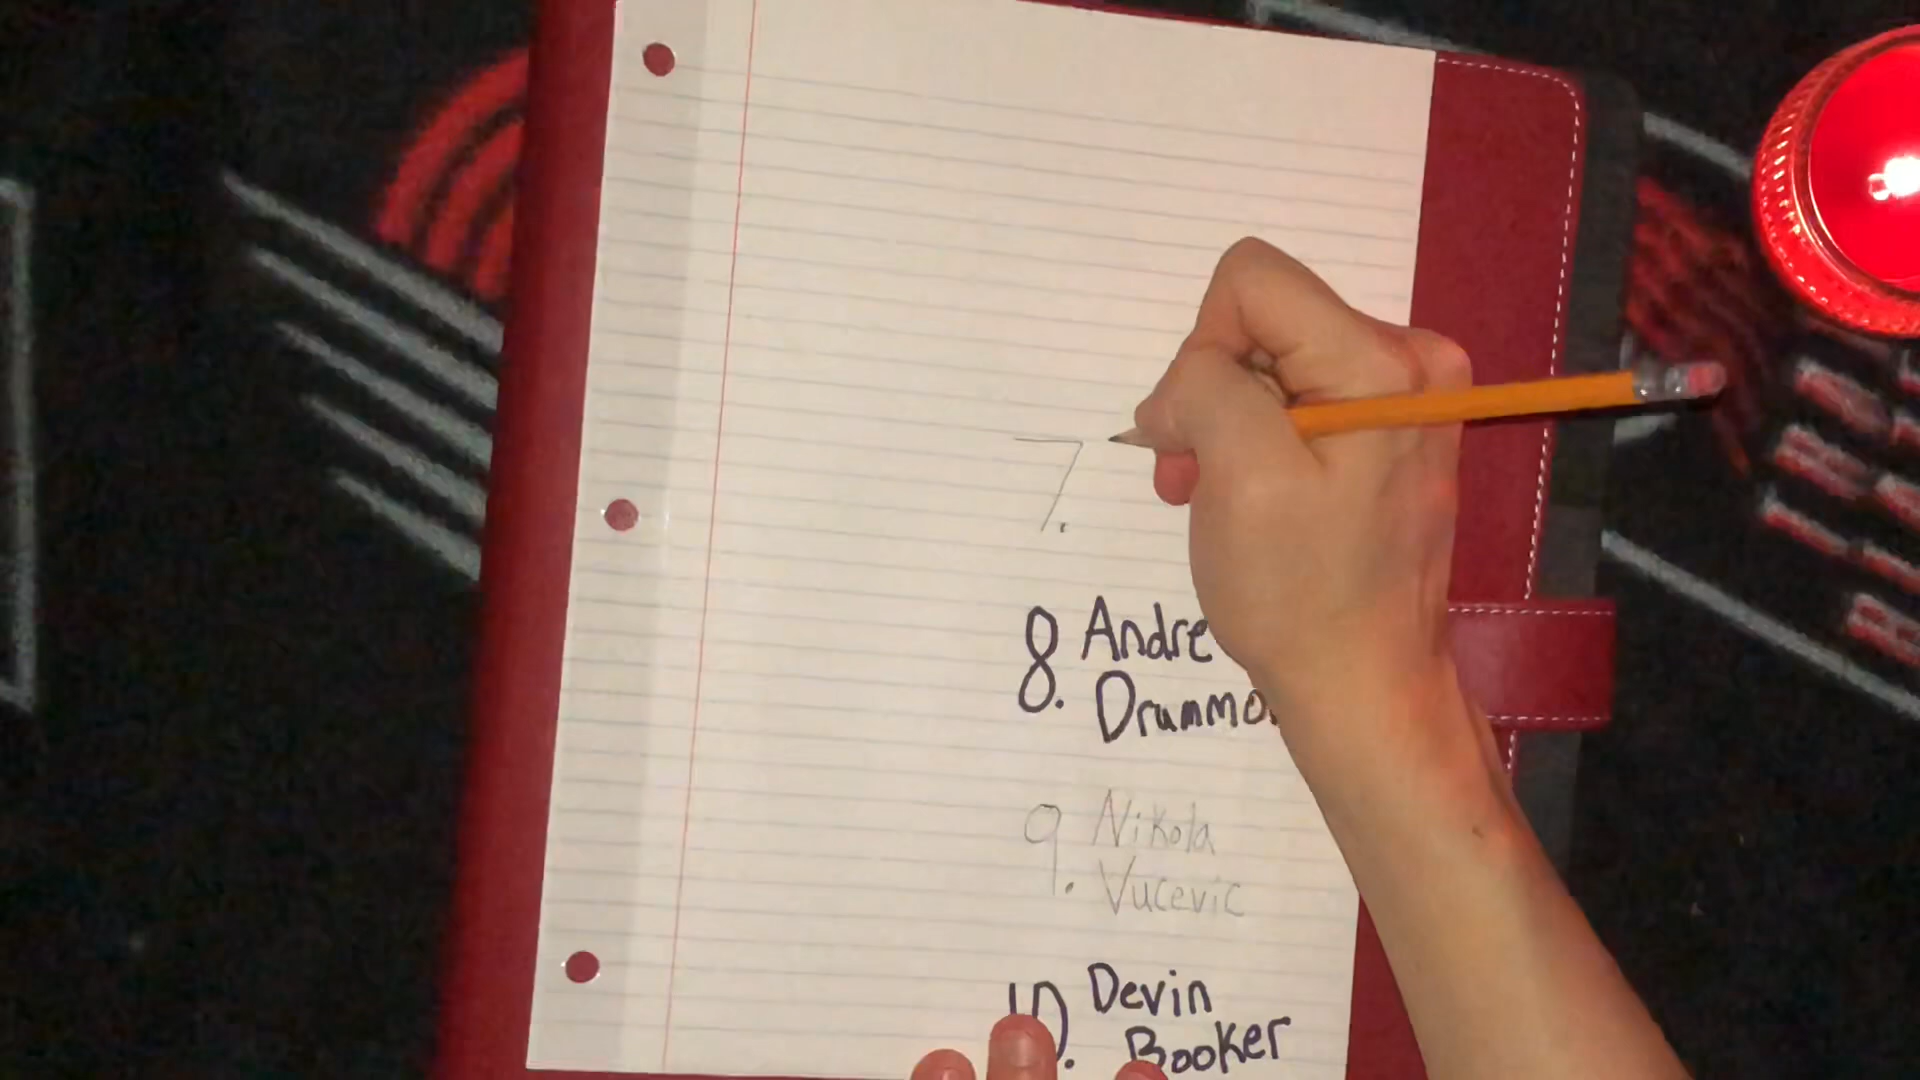 7.
8. Andre
Drummo
9. Nikola
Vucevic
10. Devin
Booker